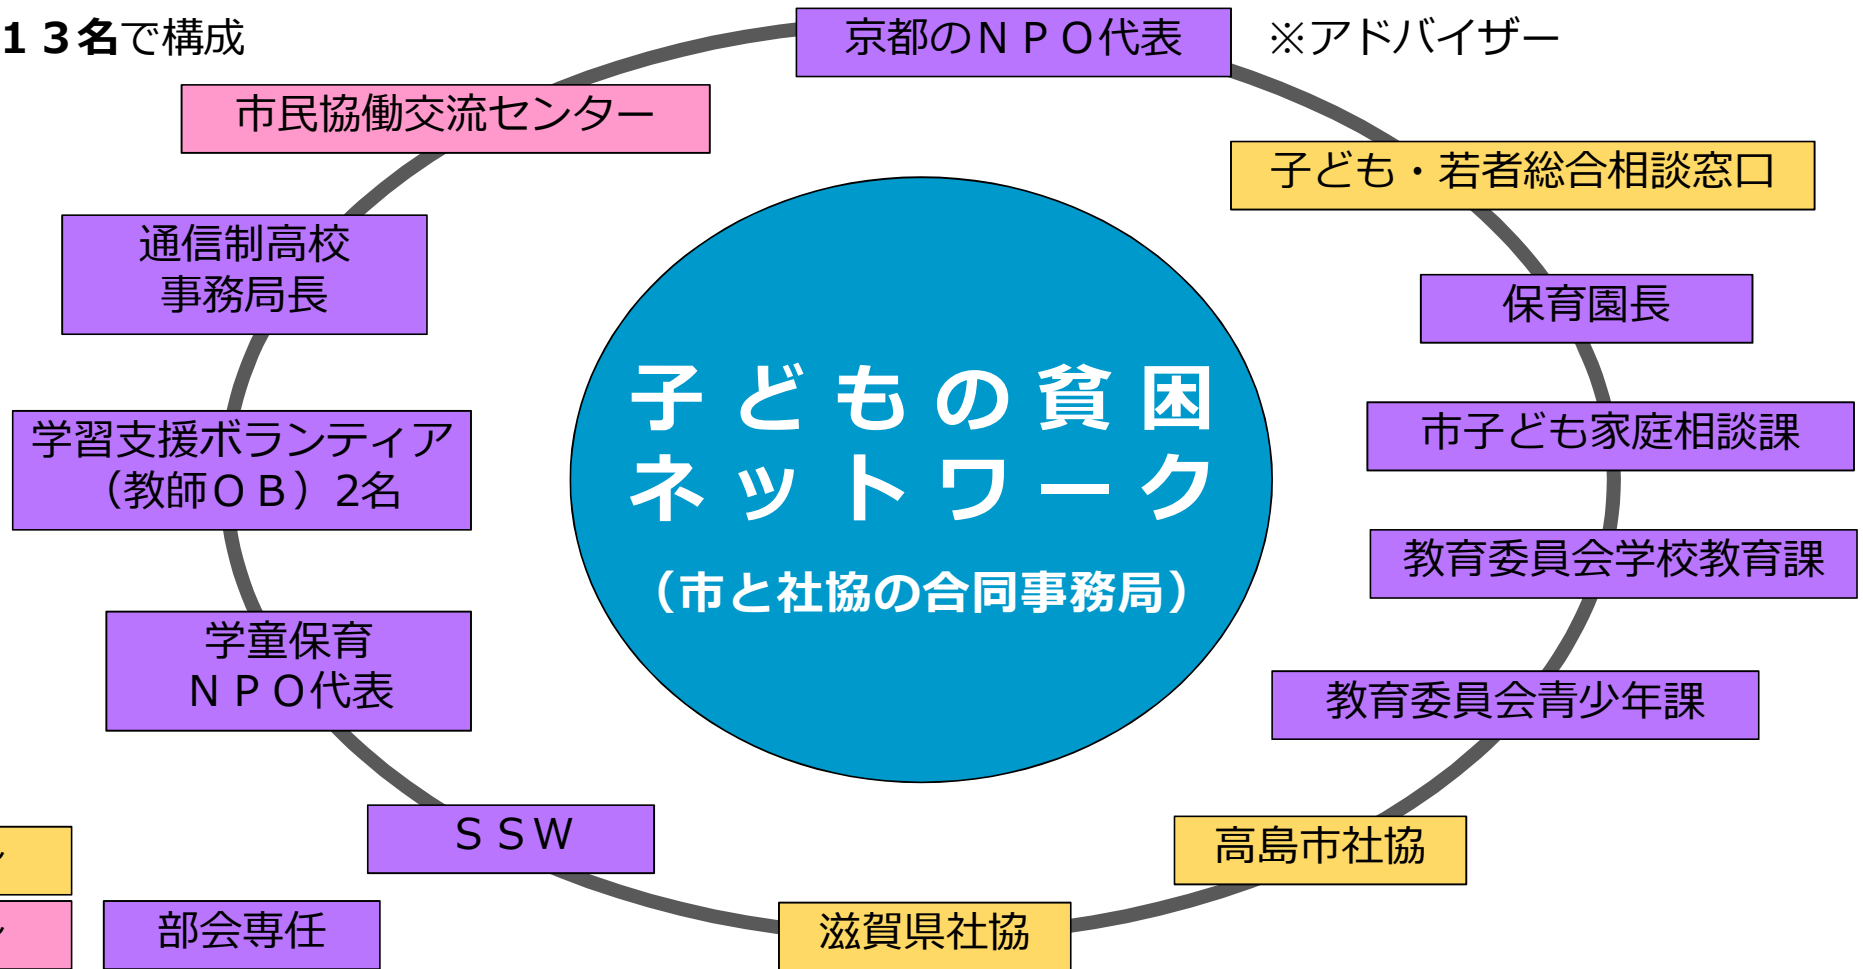 １３名で構成
京都のＮＰＯ代表
※アドバイザー
市民協働交流センター
子ども・若者総合相談窓口
通信制高校
事務局長
保育園長
子どもの貧困
ネットワーク
（市と社協の合同事務局）
学習支援ボランティア
（教師ＯＢ）2名
市子ども家庭相談課
教育委員会学校教育課
学童保育
ＮＰＯ代表
教育委員会青少年課
ＳＳＷ
高島市社協
滋賀県社協
部会専任